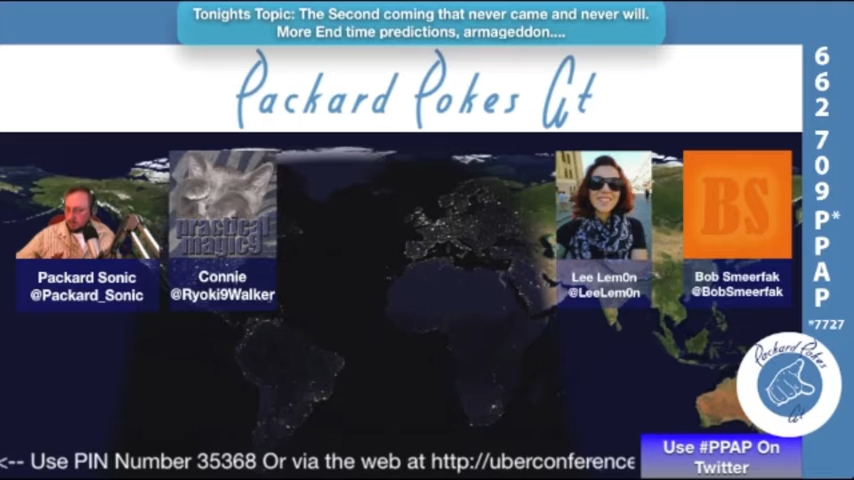 Tonights Topic: The Second coming that never came and never will.
More End time predictions, armageddon....
Packard Pokes At
practical
magic9
BS
Packard Sonic
@Packard_Sonic
Connie
@Ryoki9Walker
Lee Lem0n
@LeeLem0n
Bob Smeerfak
@BobSmeerfak
662 709 P*PAP
*7727
Packard Pokes
At
<-- Use PIN Number 35368 Or via the web at http://uberconference
Use #PPAP On
Twitter